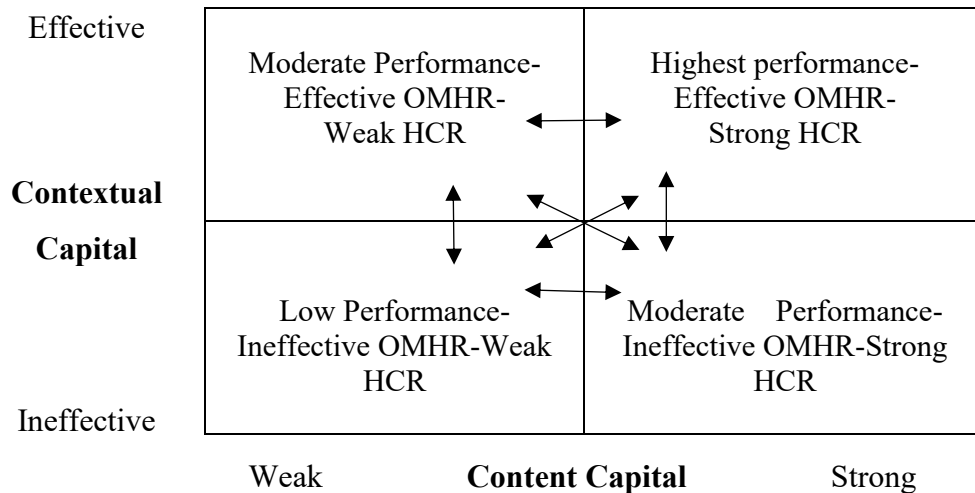 Effective
Moderate Performance-
Effective OMHR-
Weak HCR
Highest performance-
Effective OMHR-
Strong HCR
Contextual
Capital
Low Performance-
Ineffective OMHR-Weak
HCR
Moderate Performance-
Ineffective OMHR-Strong
HCR
Ineffective
Weak
Content Capital
Strong